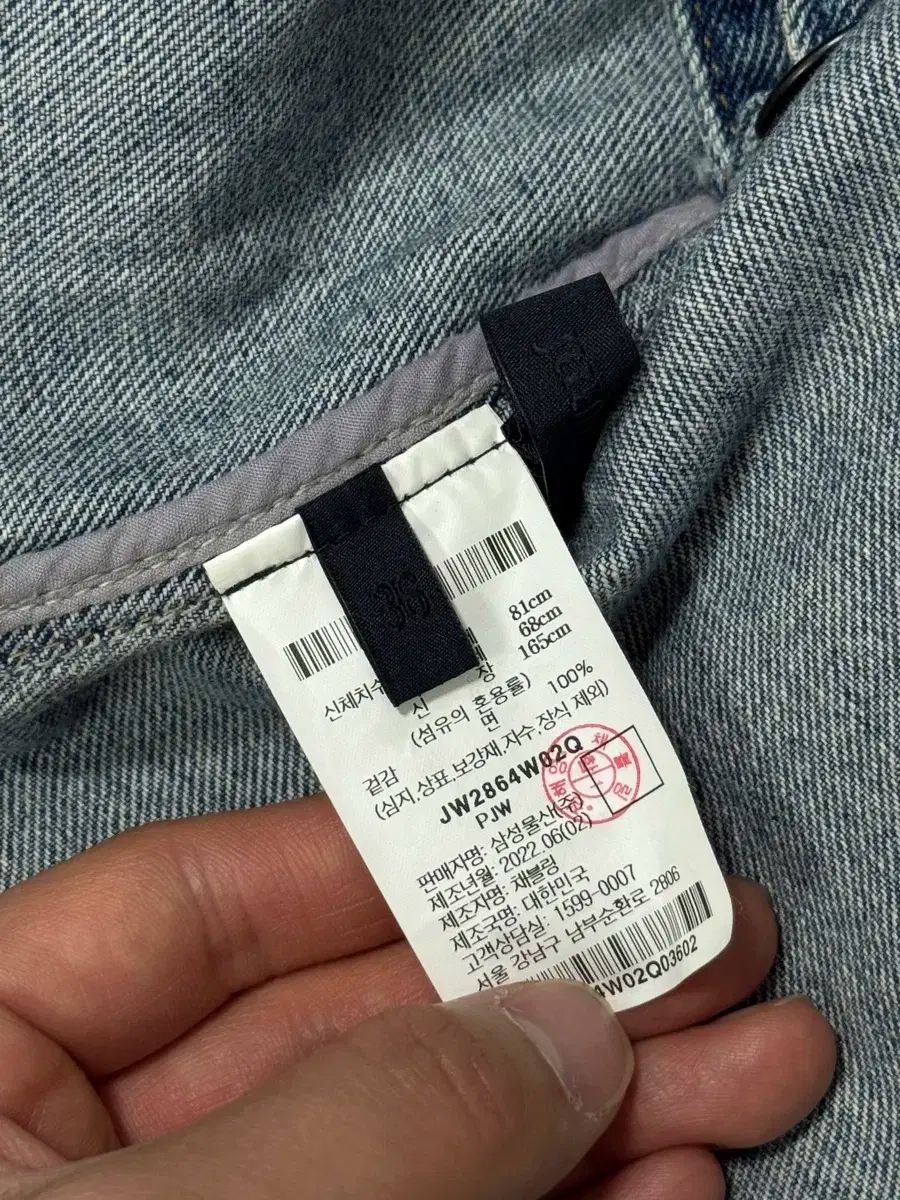 36
81cm
68cm
신체치수
신 장 165cm
(섬유의 혼용률)
겉감 면 100%
(심지,상표,보강재,자수,장식 제외)
JW2864W02Q
PJW
판매자명: 삼성물산(주)
제조년월: 2022.06(02)
제조자명: 채블링
제조국명: 대한민국
고객상담실: 1599-0007
서울 강남구 남부순환로 2806
4W02Q03602